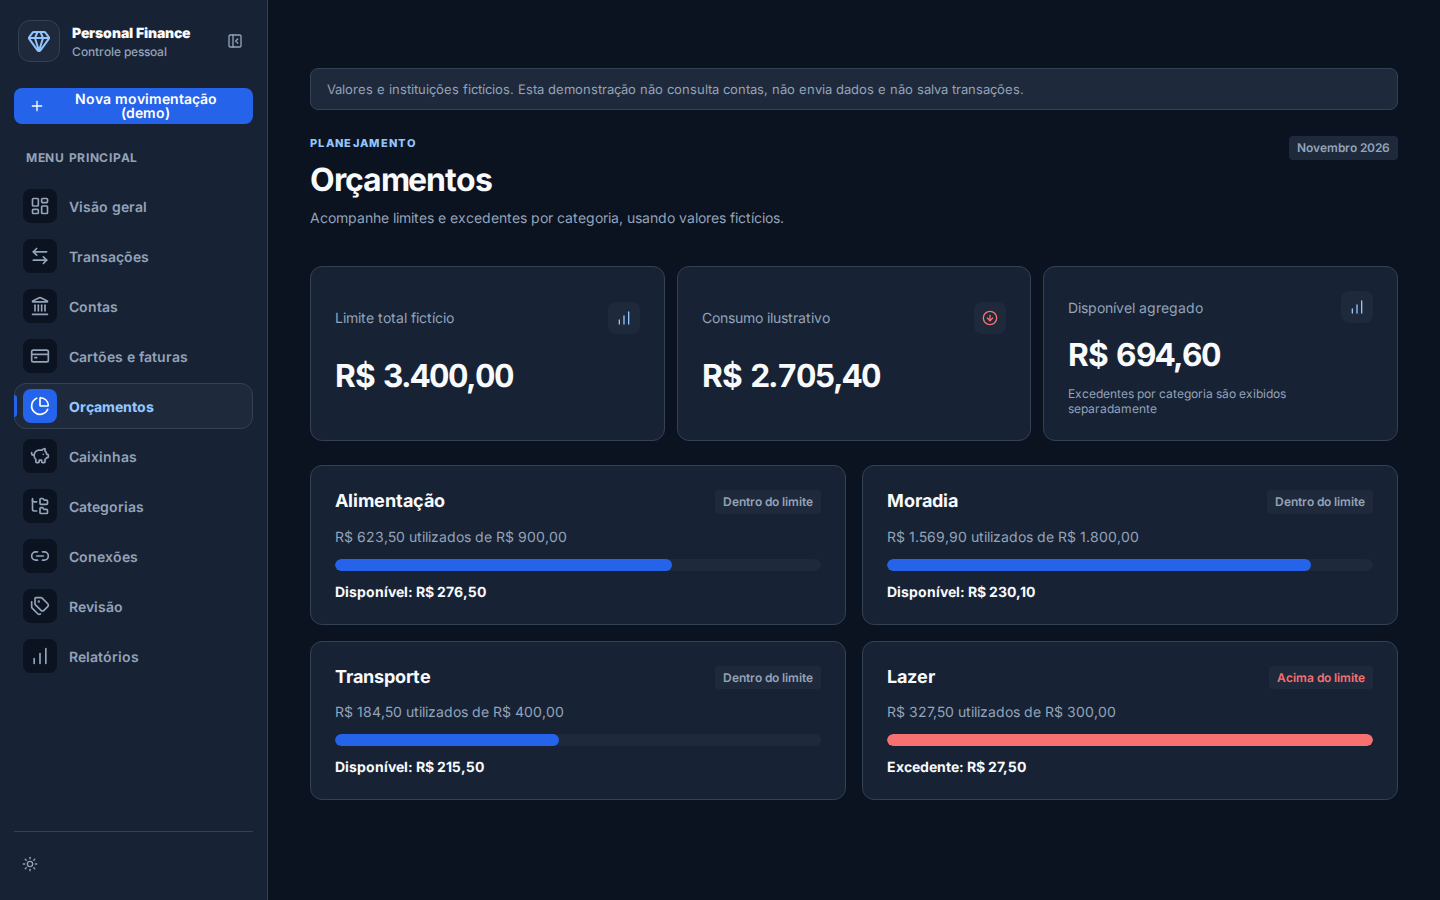 Personal Finance
Controle pessoal
Nova movimentação
(demo)
MENU PRINCIPAL
Visão geral
Transações
Contas
Cartões e faturas
Orçamentos
Caixinhas
Categorias
Conexões
Revisão
Relatórios
Valores e instituições fictícios. Esta demonstração não consulta contas, não envia dados e não salva transações.
PLANEJAMENTO
Novembro 2026
Orçamentos
Acompanhe limites e excedentes por categoria, usando valores fictícios.
Limite total fictício
R$ 3.400,00
Consumo ilustrativo
R$ 2.705,40
Disponível agregado
R$ 694,60
Excedentes por categoria são exibidos
separadamente
Alimentação
Dentro do limite
R$ 623,50 utilizados de R$ 900,00
Disponível: R$ 276,50
Moradia
Dentro do limite
R$ 1.569,90 utilizados de R$ 1.800,00
Disponível: R$ 230,10
Transporte
Dentro do limite
R$ 184,50 utilizados de R$ 400,00
Disponível: R$ 215,50
Lazer
Acima do limite
R$ 327,50 utilizados de R$ 300,00
Excedente: R$ 27,50